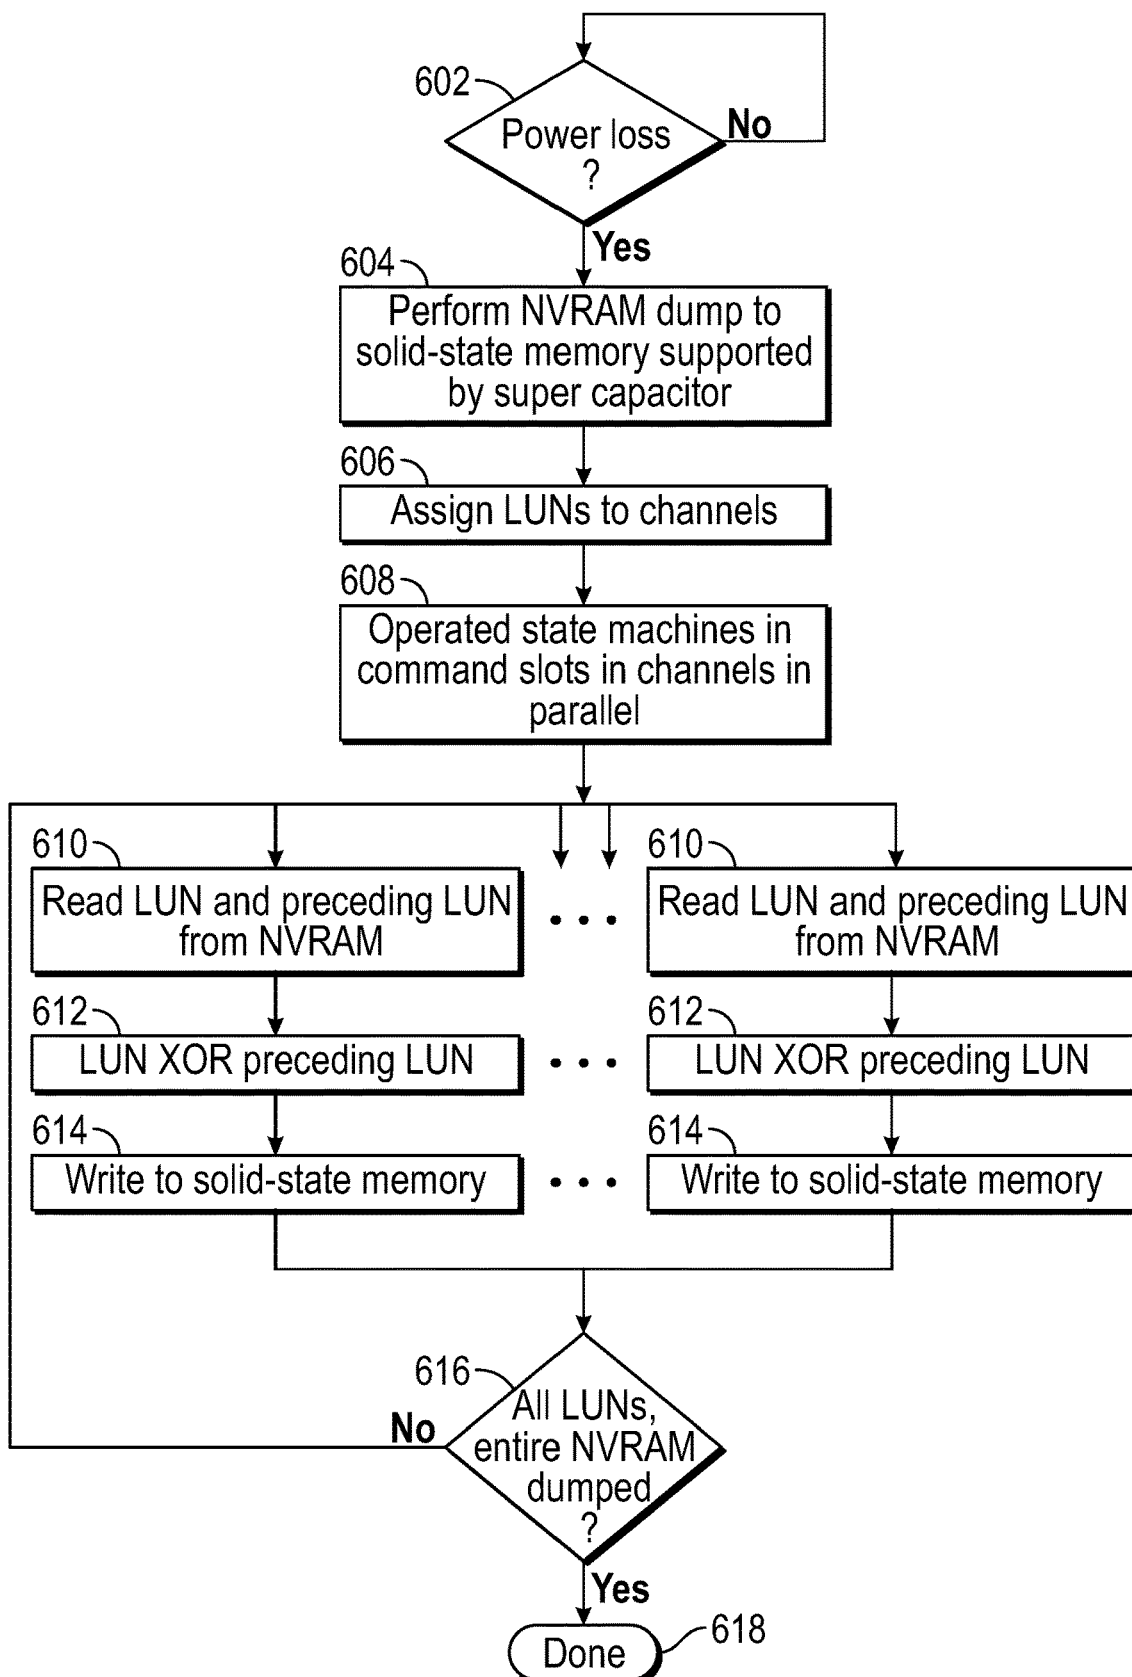 602
Power loss
?
No
Yes
604
Perform NVRAM dump to
solid-state memory supported
by super capacitor
606
Assign LUNs to channels
608
Operated state machines in
command slots in channels in
parallel
610
Read LUN and preceding LUN
from NVRAM
612
LUN XOR preceding LUN
614
Write to solid-state memory
610
Read LUN and preceding LUN
from NVRAM
612
LUN XOR preceding LUN
614
Write to solid-state memory
616
All LUNs,
entire NVRAM
dumped
?
No
Yes
Done
618